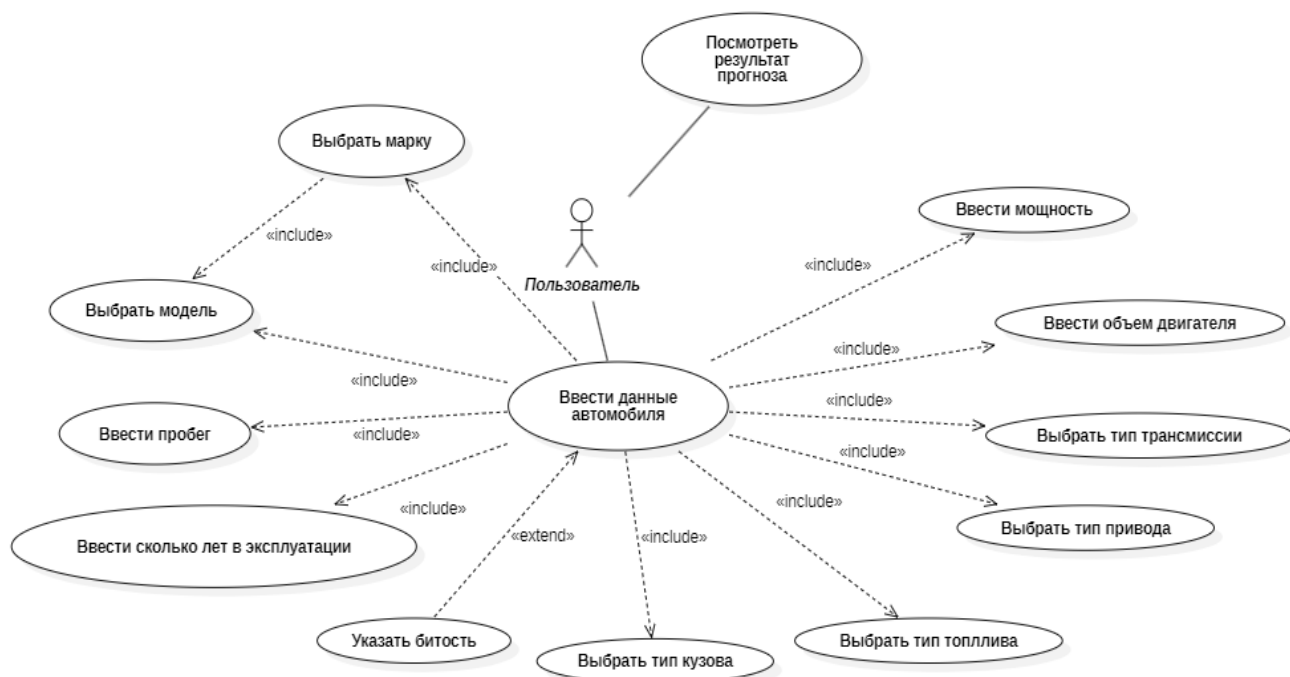 Посмотреть
результат
прогноза
Выбрать марку
Ввести мощность
«include»
«include»
«include»
Пользователь
Выбрать модель
Ввести объем двигателя
«include»
«include»
Ввести данные
автомобиля
«include»
Ввести пробег
«include»
Выбрать тип трансмиссии
«include»
«include»
«include»
«extend»
«include»
Выбрать тип привода
Ввести сколько лет в эксплуатации
Указать битость
Выбрать тип кузова
Выбрать тип топллива